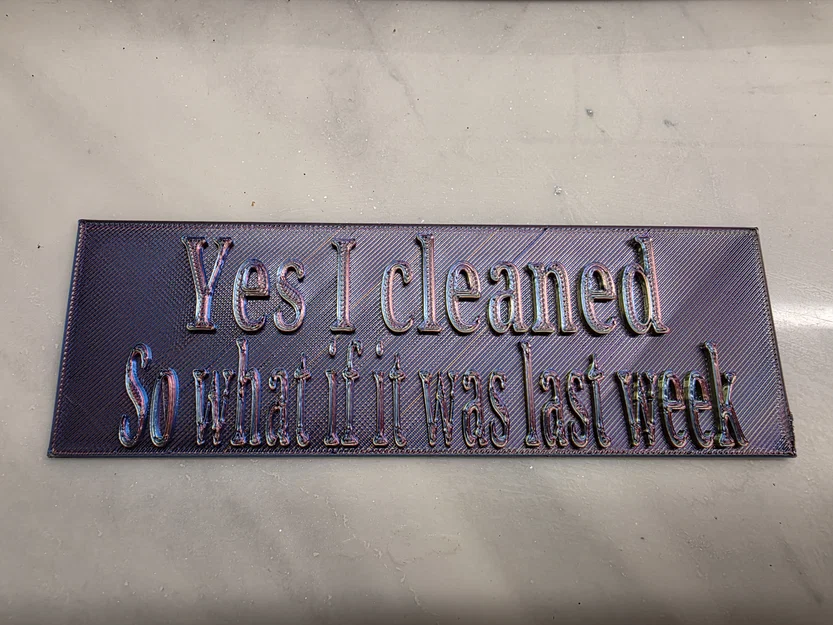 Yes I cleaned
So what if it was last week